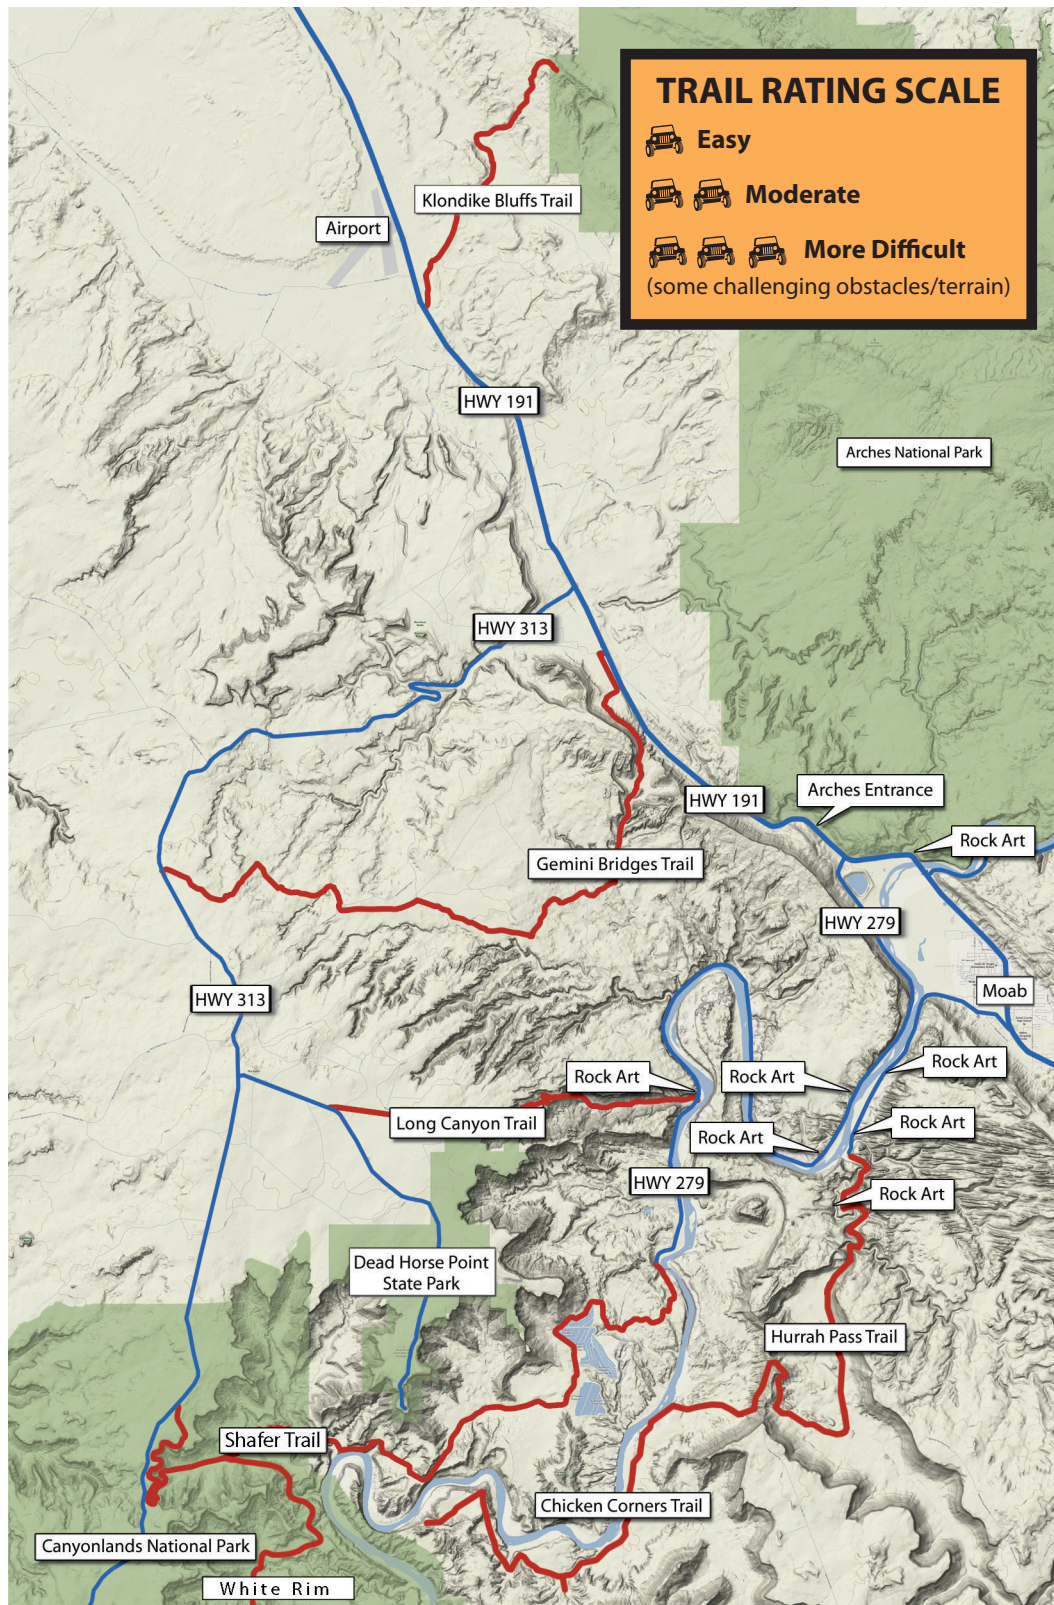 TRAIL RATING SCALE
Easy
Moderate
More Difficult
(some challenging obstacles/terrain)
Klondike Bluffs Trail
Airport
HWY 191
Arches National Park
HWY 313
HWY 191
Arches Entrance
Rock Art
Gemini Bridges Trail
HWY 279
HWY 313
Moab
Rock Art
Rock Art
Rock Art
Long Canyon Trail
Rock Art
Rock Art
HWY 279
Rock Art
Dead Horse Point
State Park
Hurrah Pass Trail
Shafer Trail
Chicken Corners Trail
Canyonlands National Park
White Rim